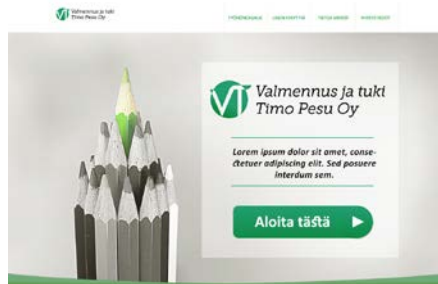 Valmennus ja tuki
Timo Pesu Oy
VT Valmennus ja tuki
Timo Pesu Oy
Lorem ipsum dolor sit amet, conse-
ctetuer adipiscing elit. Sed posuere
interdum sem.
Aloita tästä